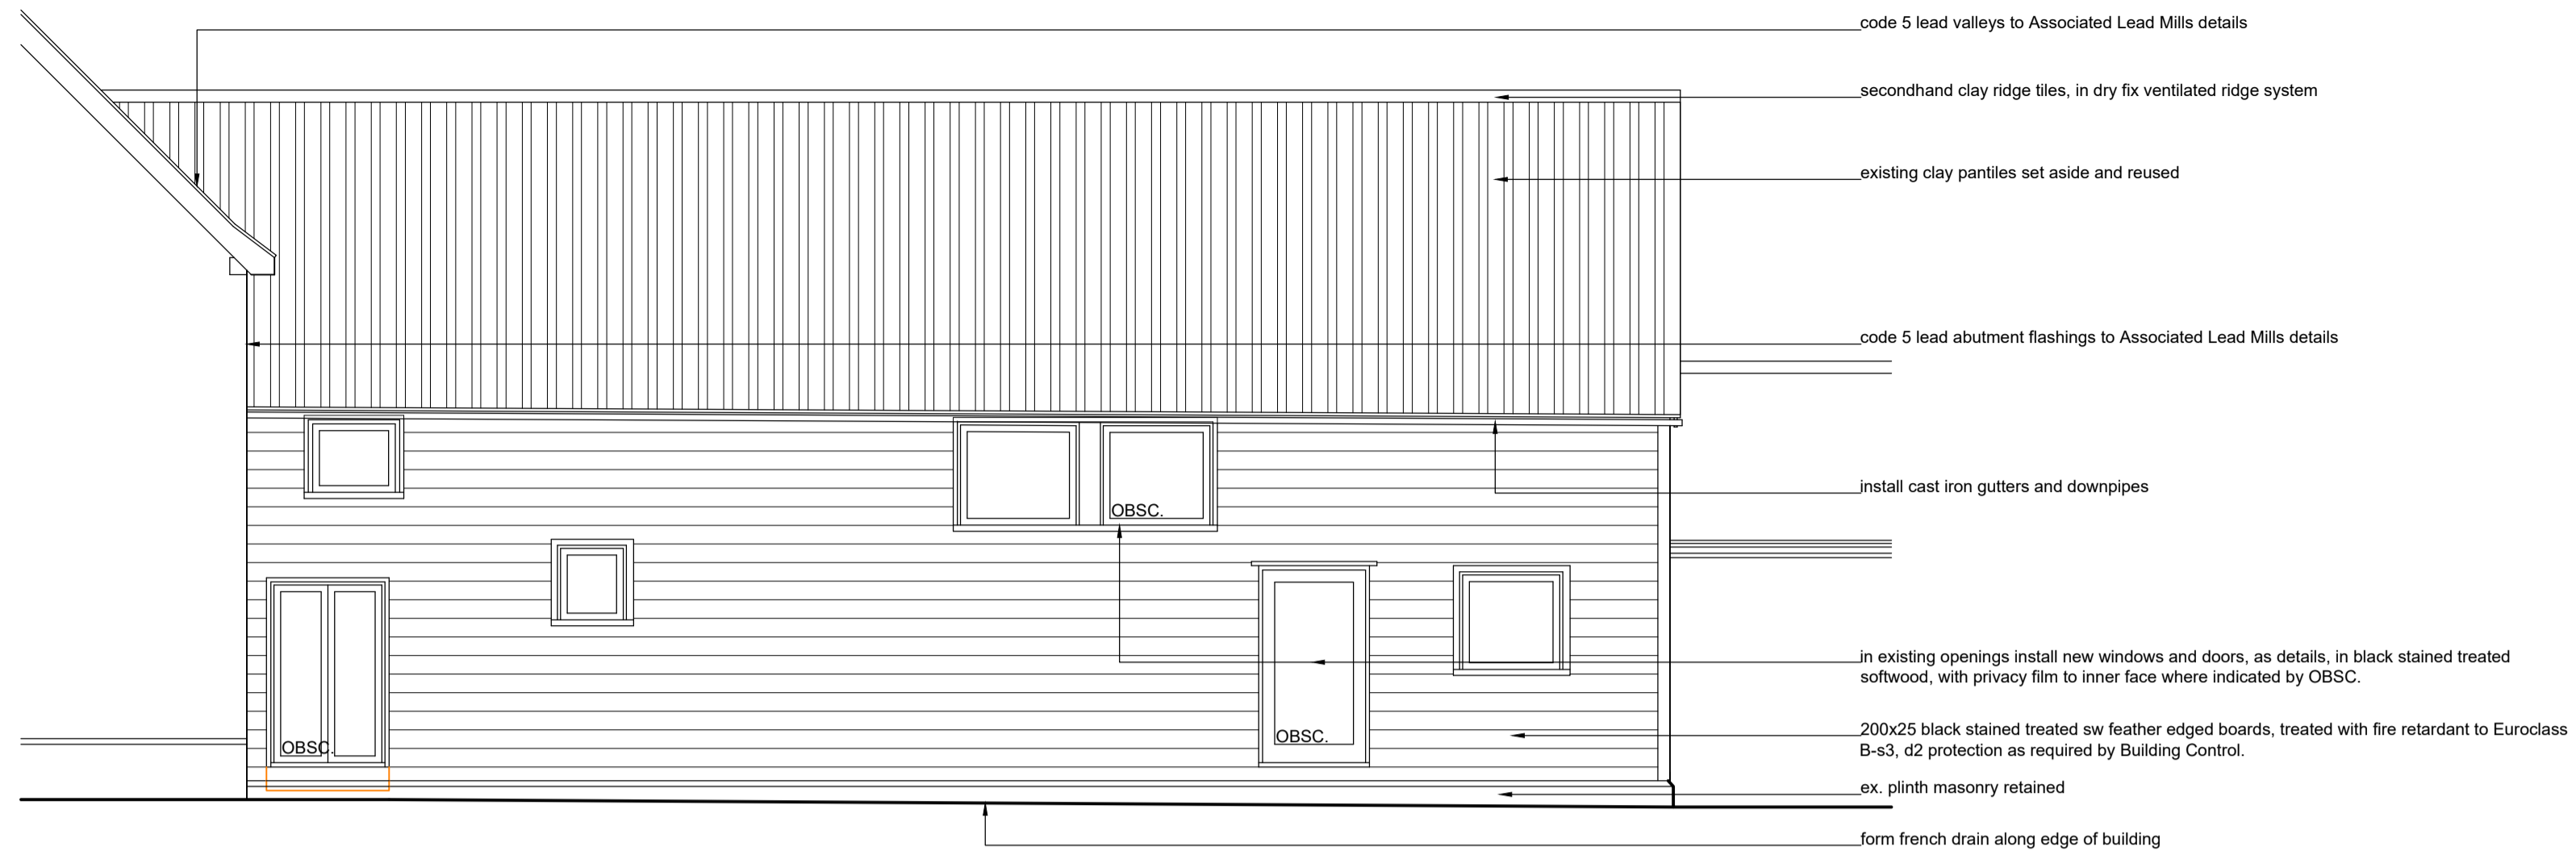 code 5 lead valleys to Associated Lead Mills details
secondhand clay ridge tiles, in dry fix ventilated ridge system
existing clay pantiles set aside and reused
code 5 lead abutment flashings to Associated Lead Mills details
install cast iron gutters and downpipes
OBSC.
in existing openings install new windows and doors, as details, in black stained treated
softwood, with privacy film to inner face where indicated by OBSC.
200x25 black stained treated sw feather edged boards, treated with fire retardant to Euroclass
B-s3, d2 protection as required by Building Control.
OBSC.
OBSC.
ex. plinth masonry retained
form french drain along edge of building